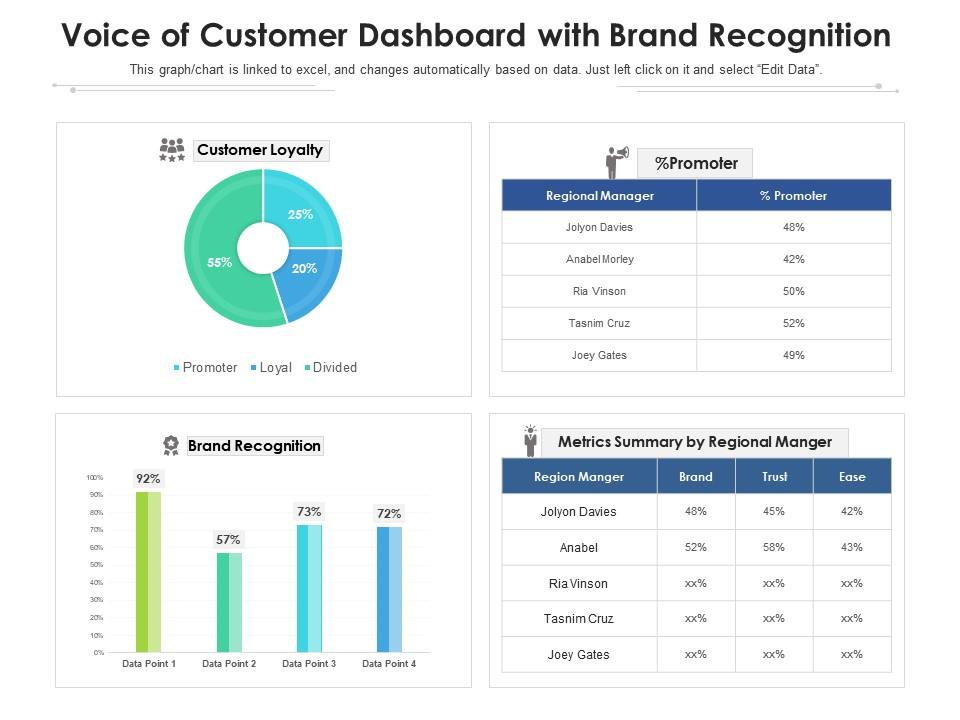 Voice of Customer Dashboard with Brand Recognition
This graph/chart is linked to excel, and changes automatically based on data. Just left click on it and select “Edit Data”.
Customer Loyalty
25%
55%
20%
Promoter Loyal Divided
%Promoter
Regional Manager % Promoter
Jolyon Davies 48%
Anabel Morley 42%
Ria Vinson 50%
Tasnim Cruz 52%
Joey Gates 49%
Brand Recognition
100%
90%
80%
70%
60%
50%
40%
30%
20%
10%
0%
92%
57%
73%
72%
Data Point 1 Data Point 2 Data Point 3 Data Point 4
Metrics Summary by Regional Manger
Region Manger Brand Trust Ease
Jolyon Davies 48% 45% 42%
Anabel 52% 58% 43%
Ria Vinson xx% xx% xx%
Tasnim Cruz xx% xx% xx%
Joey Gates xx% xx% xx%